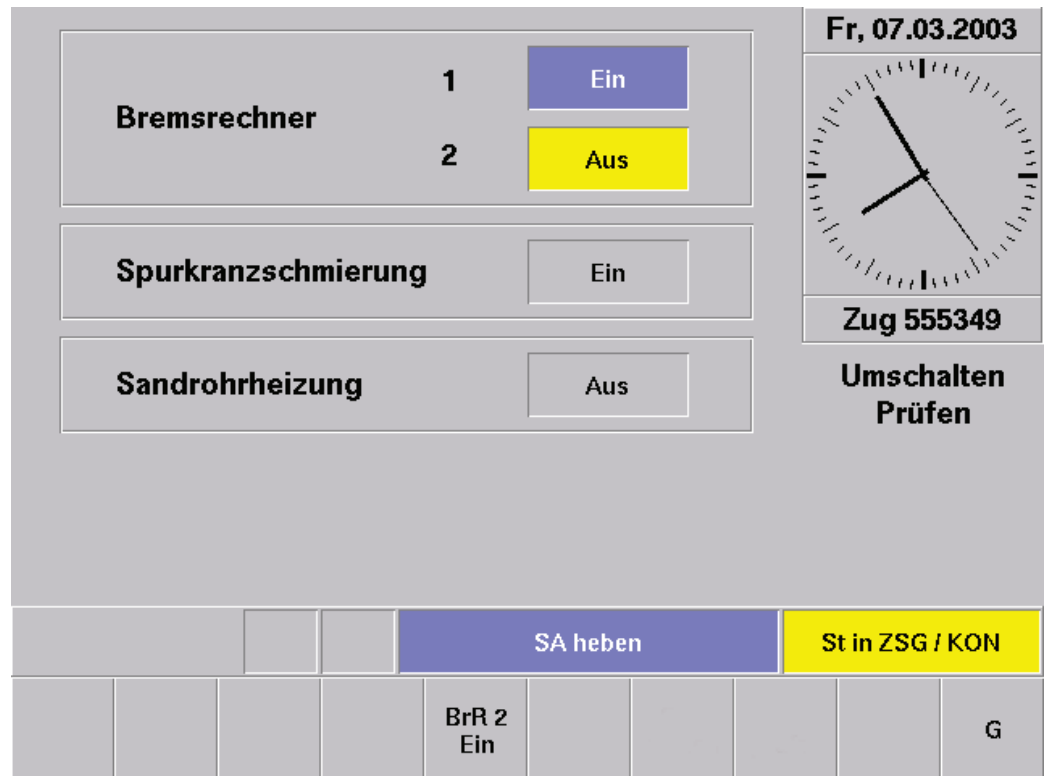 Fr, 07.03.2003
Bremsrechner
1
Ein
2
Aus
Spurkranzschmierung
Ein
Sandrohrheizung
Aus
Zug 555349
Umschalten
Prüfen
SA heben
St in ZSG / KON
BrR 2
Ein
G